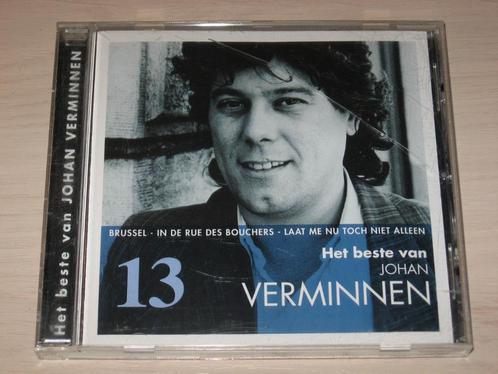 Het beste van JOHAN VERMINNEN
BRUSSEL - IN DE RUE DES BOUCHERS - LAAT ME NU TOCH NIET ALLEEN
13
Het beste van
JOHAN
VERMINNEN